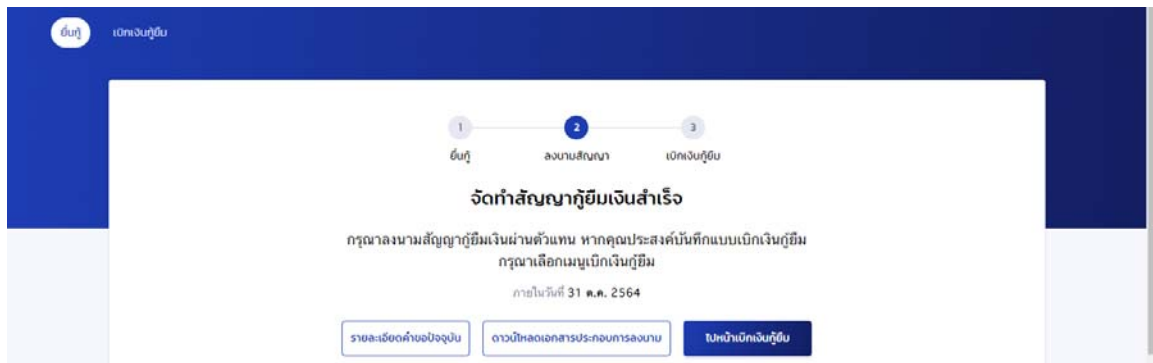 ยื่นกู้ เบิกเงินกู้ยืม
1 2 3
ยื่นกู้ ลงนามสัญญา เบิกเงินกู้ยืม
จัดทำสัญญากู้ยืมเงินสำเร็จ
กรุณาลงนามสัญญากู้ยืมเงินผ่านตัวแทน หากคุณประสงค์บันทึกแบบเบิกเงินกู้ยืม
กรุณาเลือกเมนูเบิกเงินกู้ยืม
ภายในวันที่ 31 ต.ค. 2564
รายละเอียดคำขอปัจจุบัน ดาวน์โหลดเอกสารประกอบการลงนาม ไปหน้าเบิกเงินกู้ยืม